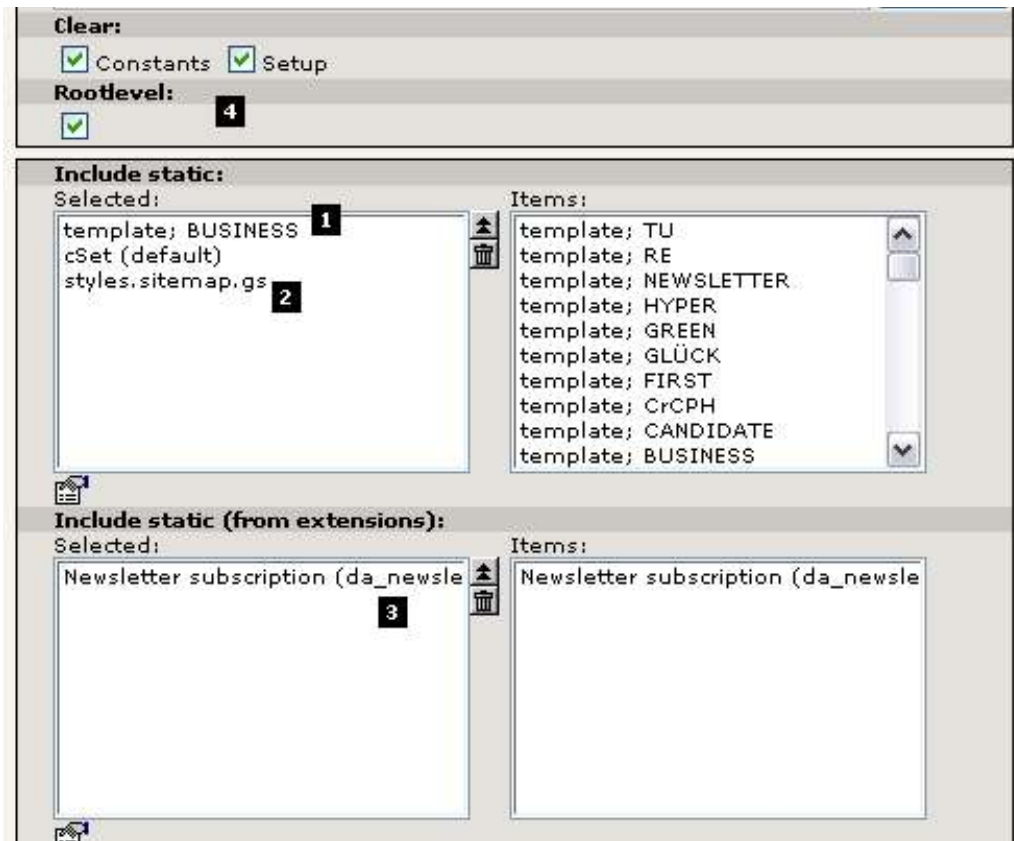 Clear:
Constants Setup
Rootlevel:
4
Include static:
Selected: Items:
template; BUSINESS 1
cSet (default)
styles.sitemap.gs 2
template; TU
template; RE
template; NEWSLETTER
template; HYPER
template; GREEN
template; GLÜCK
template; FIRST
template; CrCPH
template; CANDIDATE
template; BUSINESS
Include static (from extensions):
Selected: Items:
Newsletter subscription (da_newsle
3
Newsletter subscription (da_newsle